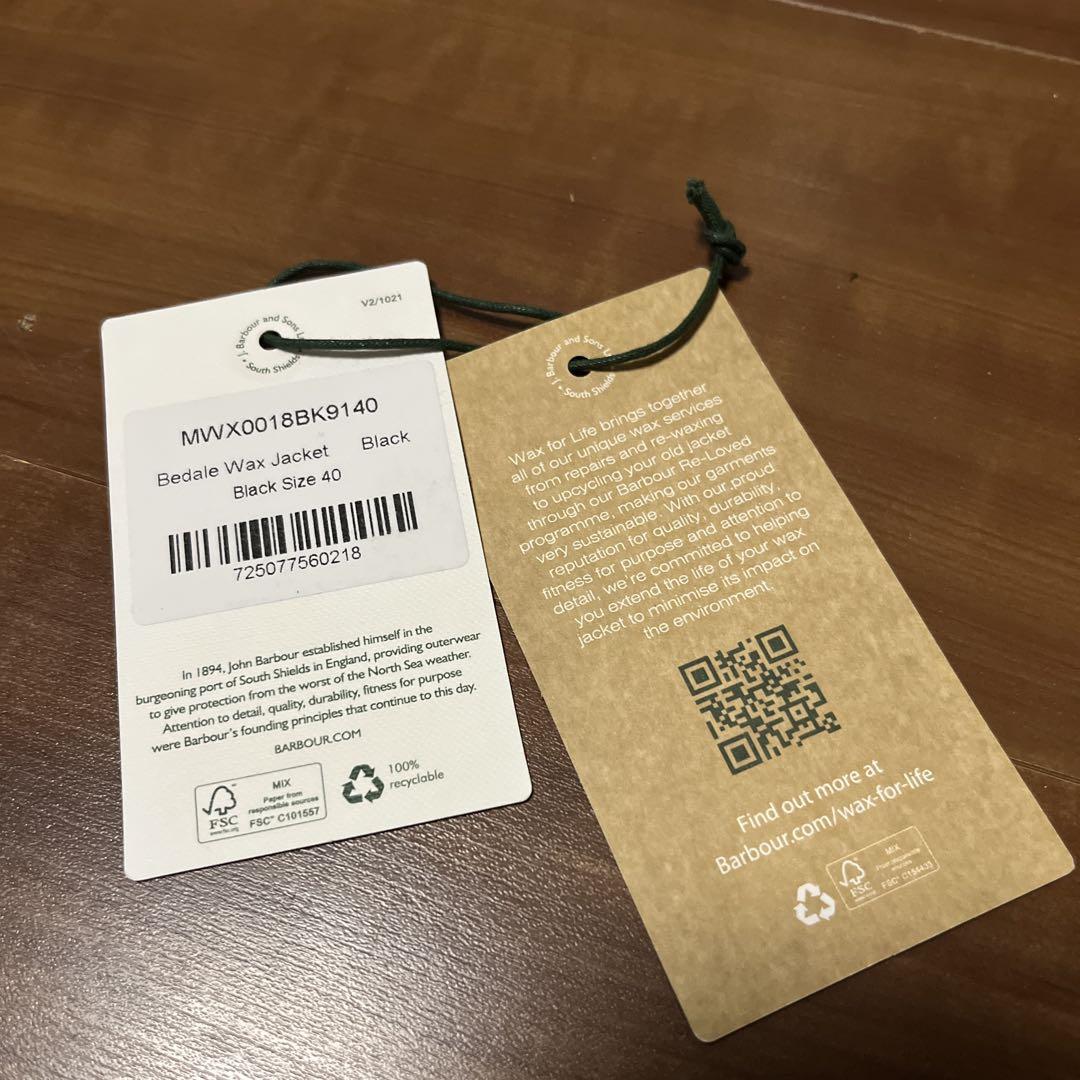 V2/1021
J. Barbour and Sons L
South Shields
MWX0018BK9140
Bedale Wax Jacket Black
Black Size 40
725077560218
In 1894, John Barbour established himself in the
burgeoning port of South Shields in England, providing outerwear
to give protection from the worst of the North Sea weather.
Attention to detail, quality, durability, fitness for purpose
were Barbour's founding principles that continue to this day.
BARBOUR.COM
FSC
www.fsc.org
MIX
Paper from
responsible sources
FSC™ C101557
100%
recyclable
J. Barbour and Sons L
South Shields
Wax for Life brings together
all of our unique wax services
from repairs and re-waxing
to upcycling your old jacket
through our Barbour Re-Loved
programme, making our garments
very sustainable. With our proud
reputation for quality, durability,
fitness for purpose and attention to
detail, we're committed to helping
you extend the life of your wax
jacket to minimise its impact on
the environment.
Find out more at
Barbour.com/wax-for-life
FSC
MIX